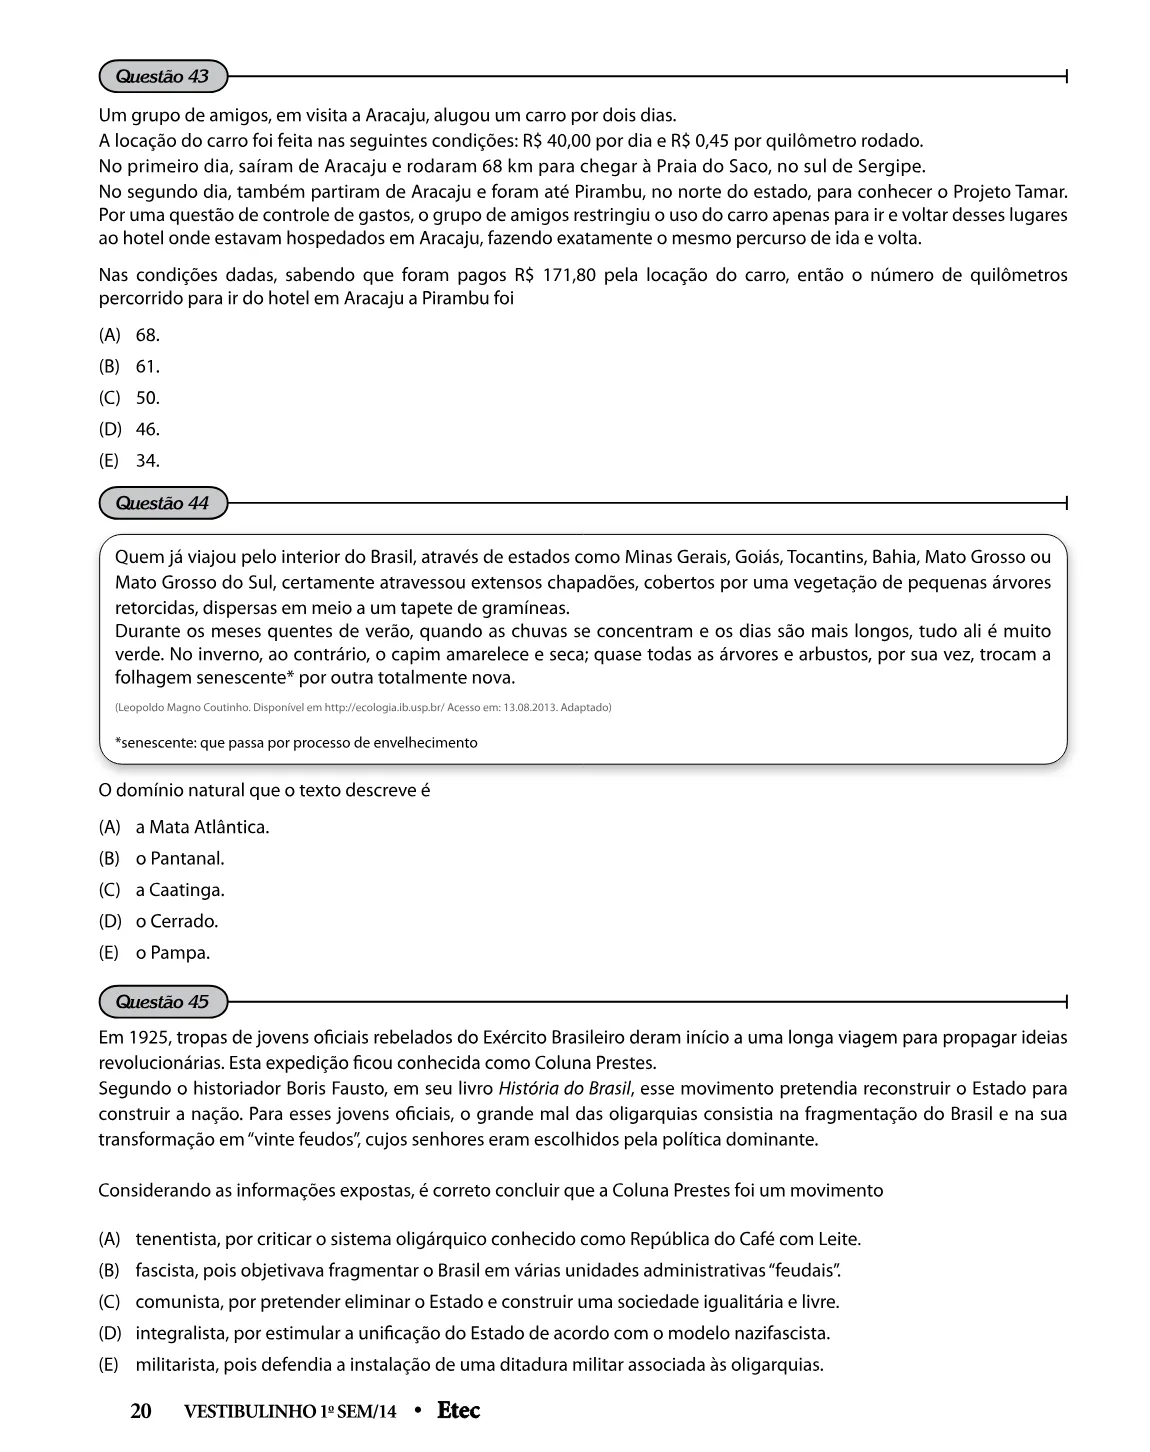 Questão 43
Um grupo de amigos, em visita a Aracaju, alugou um carro por dois dias.
A locação do carro foi feita nas seguintes condições: R$ 40,00 por dia e R$ 0,45 por quilômetro rodado.
No primeiro dia, saíram de Aracaju e rodaram 68 km para chegar à Praia do Saco, no sul de Sergipe.
No segundo dia, também partiram de Aracaju e foram até Pirambu, no norte do estado, para conhecer o Projeto Tamar.
Por uma questão de controle de gastos, o grupo de amigos restringiu o uso do carro apenas para ir e voltar desses lugares
ao hotel onde estavam hospedados em Aracaju, fazendo exatamente o mesmo percurso de ida e volta.
Nas condições dadas, sabendo que foram pagos R$ 171,80 pela locação do carro, então o número de quilômetros
percorrido para ir do hotel em Aracaju a Pirambu foi
(A) 68.
(B) 61.
(C) 50.
(D) 46.
(E) 34.
Questão 44
Quem já viajou pelo interior do Brasil, através de estados como Minas Gerais, Goiás, Tocantins, Bahia, Mato Grosso ou
Mato Grosso do Sul, certamente atravessou extensos chapadões, cobertos por uma vegetação de pequenas árvores
retorcidas, dispersas em meio a um tapete de gramíneas.
Durante os meses quentes de verão, quando as chuvas se concentram e os dias são mais longos, tudo ali é muito
verde. No inverno, ao contrário, o capim amarelece e seca; quase todas as árvores e arbustos, por sua vez, trocam a
folhagem senescente* por outra totalmente nova.
(Leopoldo Magno Coutinho. Disponível em http://ecologia.ib.usp.br/ Acesso em: 13.08.2013. Adaptado)
*senescente: que passa por processo de envelhecimento
O domínio natural que o texto descreve é
(A) a Mata Atlântica.
(B) o Pantanal.
(C) a Caatinga.
(D) o Cerrado.
(E) o Pampa.
Questão 45
Em 1925, tropas de jovens oficiais rebelados do Exército Brasileiro deram início a uma longa viagem para propagar ideias
revolucionárias. Esta expedição ficou conhecida como Coluna Prestes.
Segundo o historiador Boris Fausto, em seu livro História do Brasil, esse movimento pretendia reconstruir o Estado para
construir a nação. Para esses jovens oficiais, o grande mal das oligarquias consistia na fragmentação do Brasil e na sua
transformação em “vinte feudos”, cujos senhores eram escolhidos pela política dominante.
Considerando as informações expostas, é correto concluir que a Coluna Prestes foi um movimento
(A) tenentista, por criticar o sistema oligárquico conhecido como República do Café com Leite.
(B) fascista, pois objetivava fragmentar o Brasil em várias unidades administrativas “feudais”.
(C) comunista, por pretender eliminar o Estado e construir uma sociedade igualitária e livre.
(D) integralista, por estimular a unificação do Estado de acordo com o modelo nazifascista.
(E) militarista, pois defendia a instalação de uma ditadura militar associada às oligarquias.
20 VESTIBULINHO 1º SEM/14 • Etec